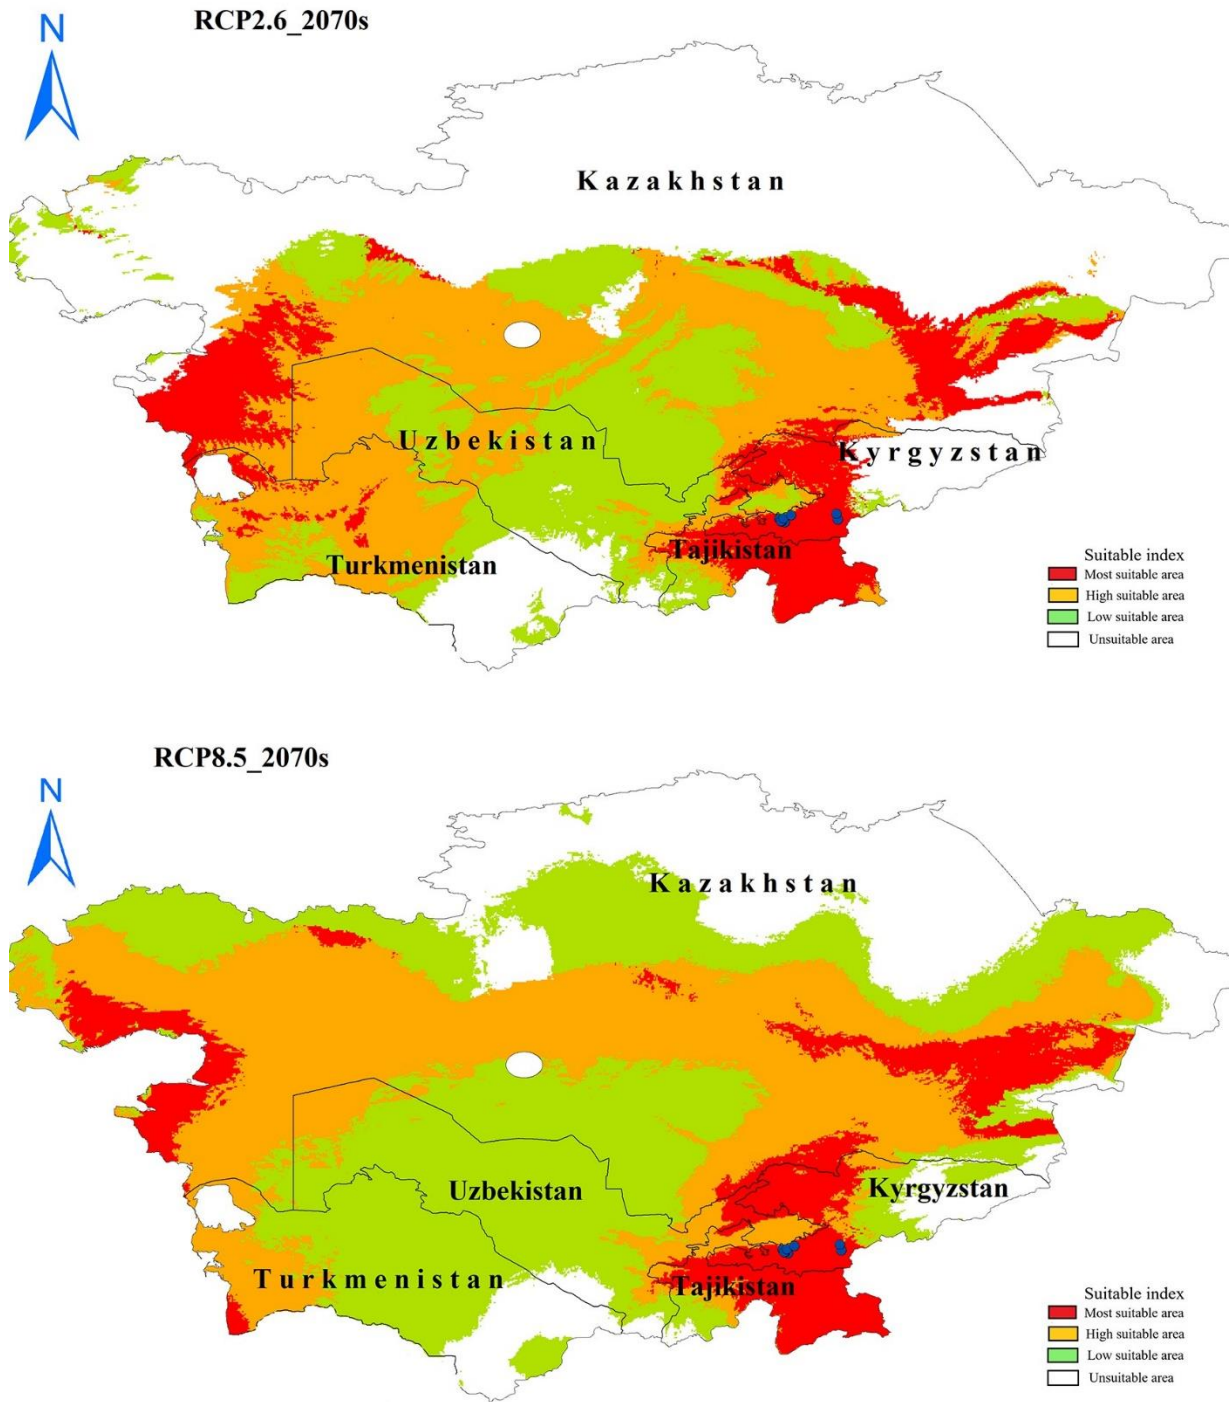 RCP2.6_2070s
N
Kazakhstan
Uzbekistan
Kyrgyzstan
Tajikistan
Turkmenistan
Suitable index
Most suitable area
High suitable area
Low suitable area
Unsuitable area
RCP8.5_2070s
N
Kazakhstan
Uzbekistan
Kyrgyzstan
Turkmenistan
Tajikistan
Suitable index
Most suitable area
High suitable area
Low suitable area
Unsuitable area